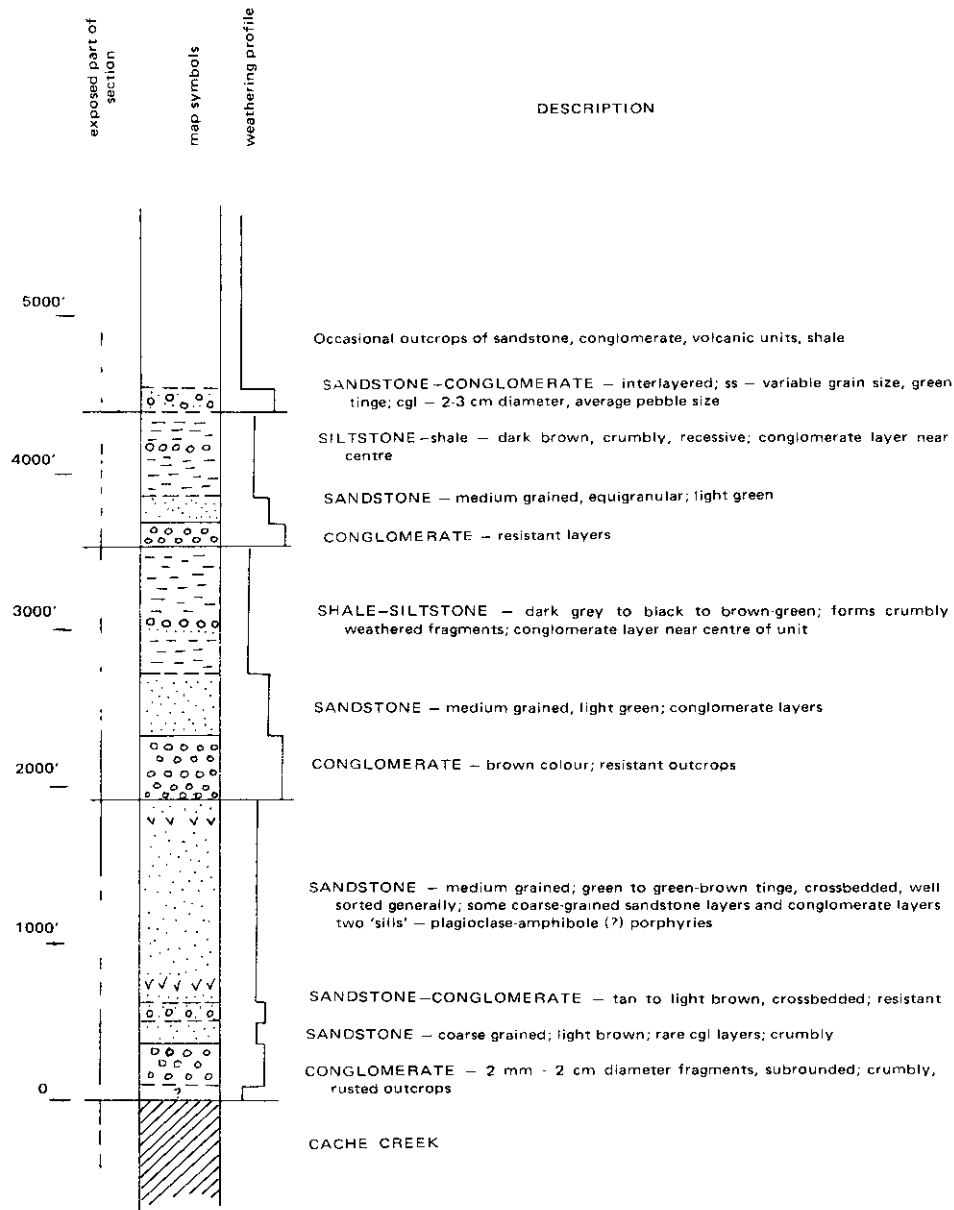 exposed part of
section
map symbols
weathering profile
DESCRIPTION
5000'
Occasional outcrops of sandstone, conglomerate, volcanic units, shale
SANDSTONE–CONGLOMERATE – interlayered; ss – variable grain size, green
tinge; cgl – 2-3 cm diameter, average pebble size
SILTSTONE–shale – dark brown, crumbly, recessive; conglomerate layer near
centre
4000'
SANDSTONE – medium grained, equigranular; light green
CONGLOMERATE – resistant layers
3000'
SHALE–SILTSTONE – dark grey to black to brown-green; forms crumbly
weathered fragments; conglomerate layer near centre of unit
SANDSTONE – medium grained, light green; conglomerate layers
2000'
CONGLOMERATE – brown colour; resistant outcrops
SANDSTONE – medium grained; green to green-brown tinge, crossbedded, well
sorted generally; some coarse-grained sandstone layers and conglomerate layers
two 'sills' – plagioclase-amphibole (?) porphyries
1000'
SANDSTONE–CONGLOMERATE – tan to light brown, crossbedded; resistant
SANDSTONE – coarse grained; light brown; rare cgl layers; crumbly
CONGLOMERATE – 2 mm - 2 cm diameter fragments, subrounded; crumbly,
rusted outcrops
0
?
CACHE CREEK